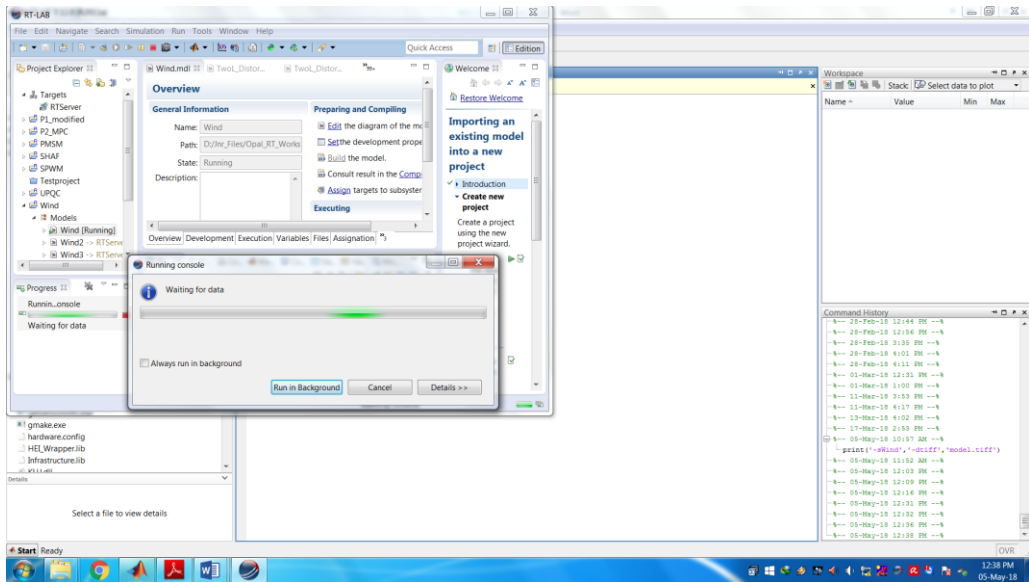 RT-LAB
File Edit Navigate Search Simulation Run Tools Window Help
Quick Access
Edition
Project Explorer
Targets
RTServer
P1_modified
P2_MPC
PMSM
SHAF
SPWM
Testproject
UPQC
Wind
Models
Wind [Running]
Wind2 -> RTServe
Wind3 -> RTServe
Wind.mdl
TwoL_Distor...
TwoL_Distor...
Overview
General Information
Name: Wind
Path: D:/Jnr_Files/Opal_RT_Works
State: Running
Description:
Preparing and Compiling
Edit the diagram of the mo
Set the development prope
Build the model.
Consult result in the Comp
Assign targets to subsyster
Executing
Overview Development Execution Variables Files Assignation
Welcome
Restore Welcome
Importing an
existing model
into a new
project
Introduction
Create new
project
Create a project
using the new
project wizard.
Progress
Runnin...onsole
Waiting for data
Running console
Waiting for data
Always run in background
Run in Background
Cancel
Details >>
gmake.exe
hardware.config
HEI_Wrapper.lib
Infrastructure.lib
Details
Select a file to view details
Start Ready
Workspace
Stack: Select data to plot
Name Value Min Max
Command History
%-- 28-Feb-18 12:44 PM --%
%-- 28-Feb-18 12:56 PM --%
%-- 28-Feb-18 3:35 PM --%
%-- 28-Feb-18 4:01 PM --%
%-- 28-Feb-18 4:11 PM --%
%-- 01-Mar-18 12:31 PM --%
%-- 01-Mar-18 1:00 PM --%
%-- 11-Mar-18 3:53 PM --%
%-- 11-Mar-18 4:17 PM --%
%-- 13-Mar-18 4:02 PM --%
%-- 17-Mar-18 2:53 PM --%
%-- 05-May-18 10:57 AM --%
print('-sWind','-dtiff','model.tiff')
%-- 05-May-18 11:52 AM --%
%-- 05-May-18 12:03 PM --%
%-- 05-May-18 12:09 PM --%
%-- 05-May-18 12:16 PM --%
%-- 05-May-18 12:31 PM --%
%-- 05-May-18 12:32 PM --%
%-- 05-May-18 12:36 PM --%
%-- 05-May-18 12:38 PM --%
OVR
12:38 PM
05-May-18